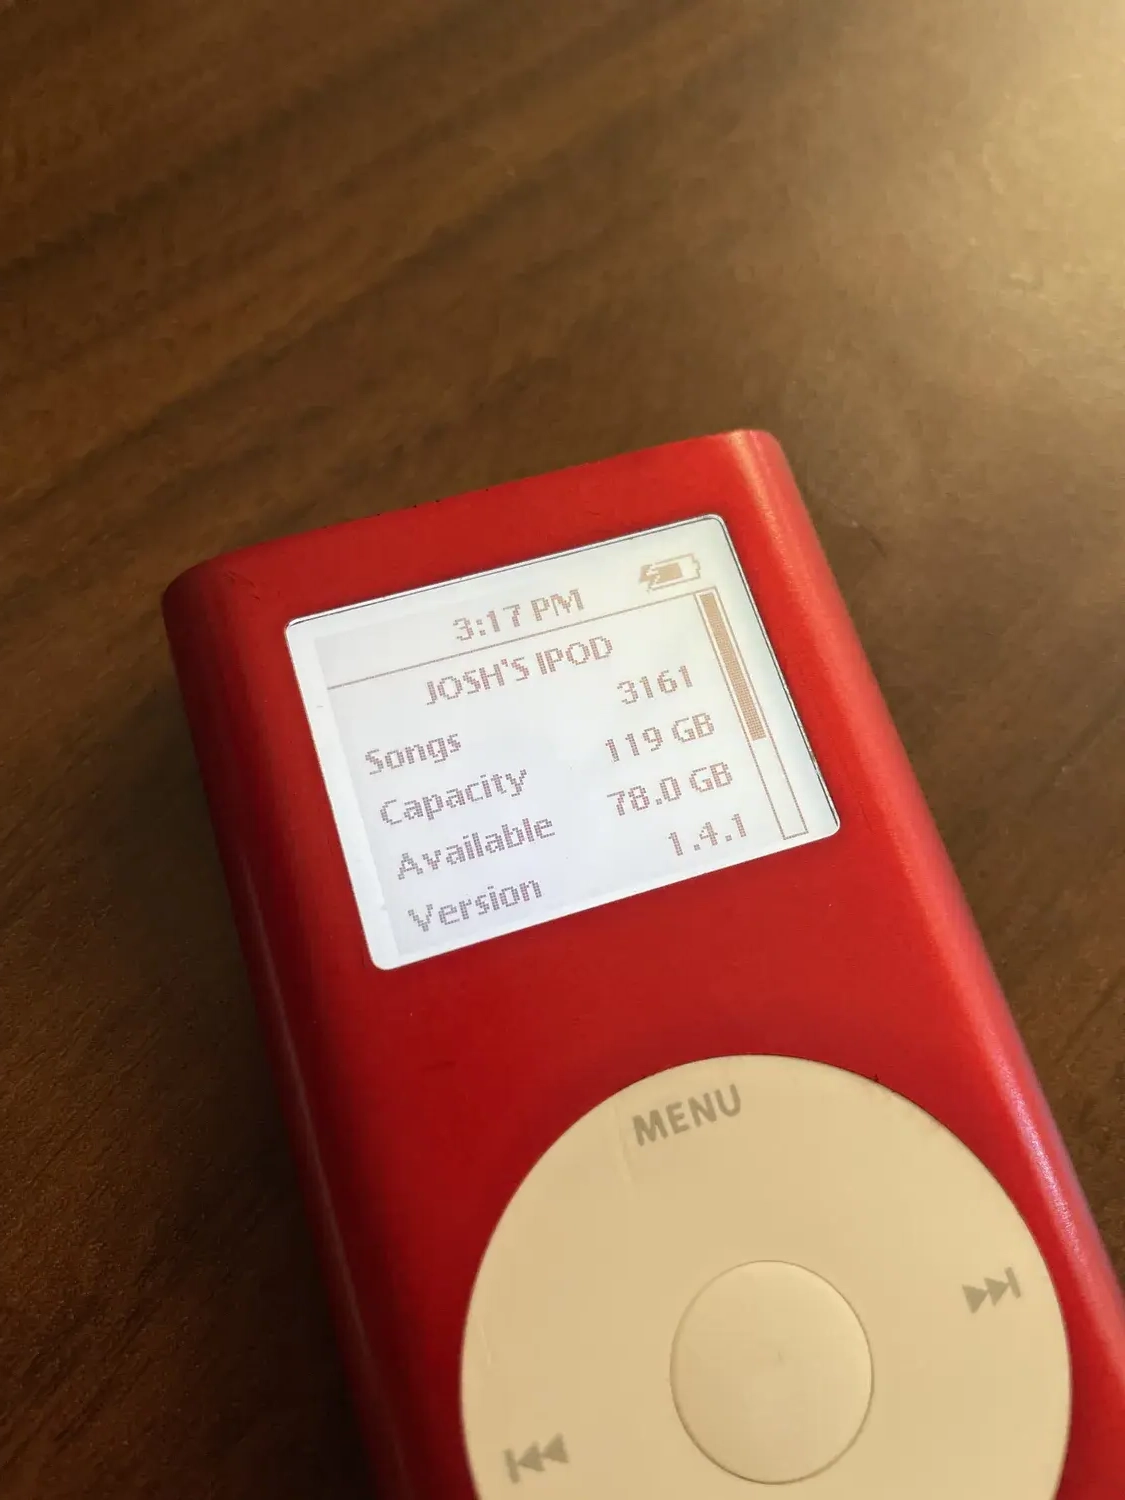 3:17 PM
JOSH'S IPOD
Songs 3161
Capacity 119 GB
Available 78.0 GB
Version 1.4.1
MENU